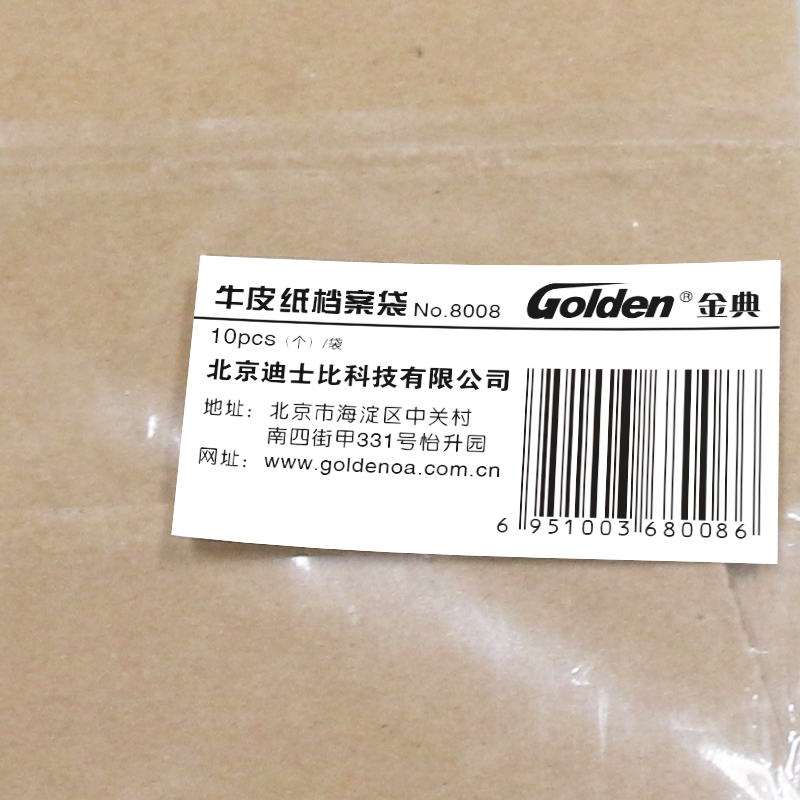 牛皮纸档案袋 No.8008 Golden® 金典
10pcs（个）/袋
北京迪士比科技有限公司
地址：北京市海淀区中关村
南四街甲331号怡升园
网址：www.goldenoa.com.cn
6 951003 680086